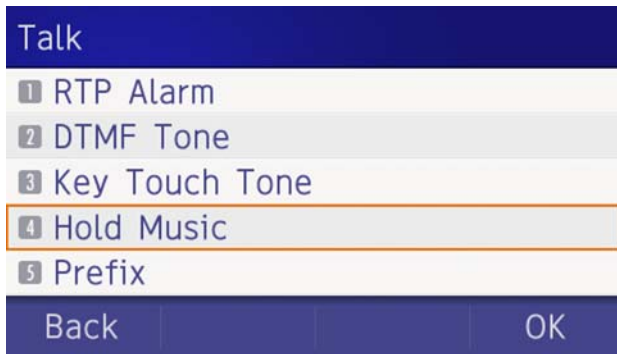 Talk
1 RTP Alarm
2 DTMF Tone
3 Key Touch Tone
4 Hold Music
5 Prefix
Back OK